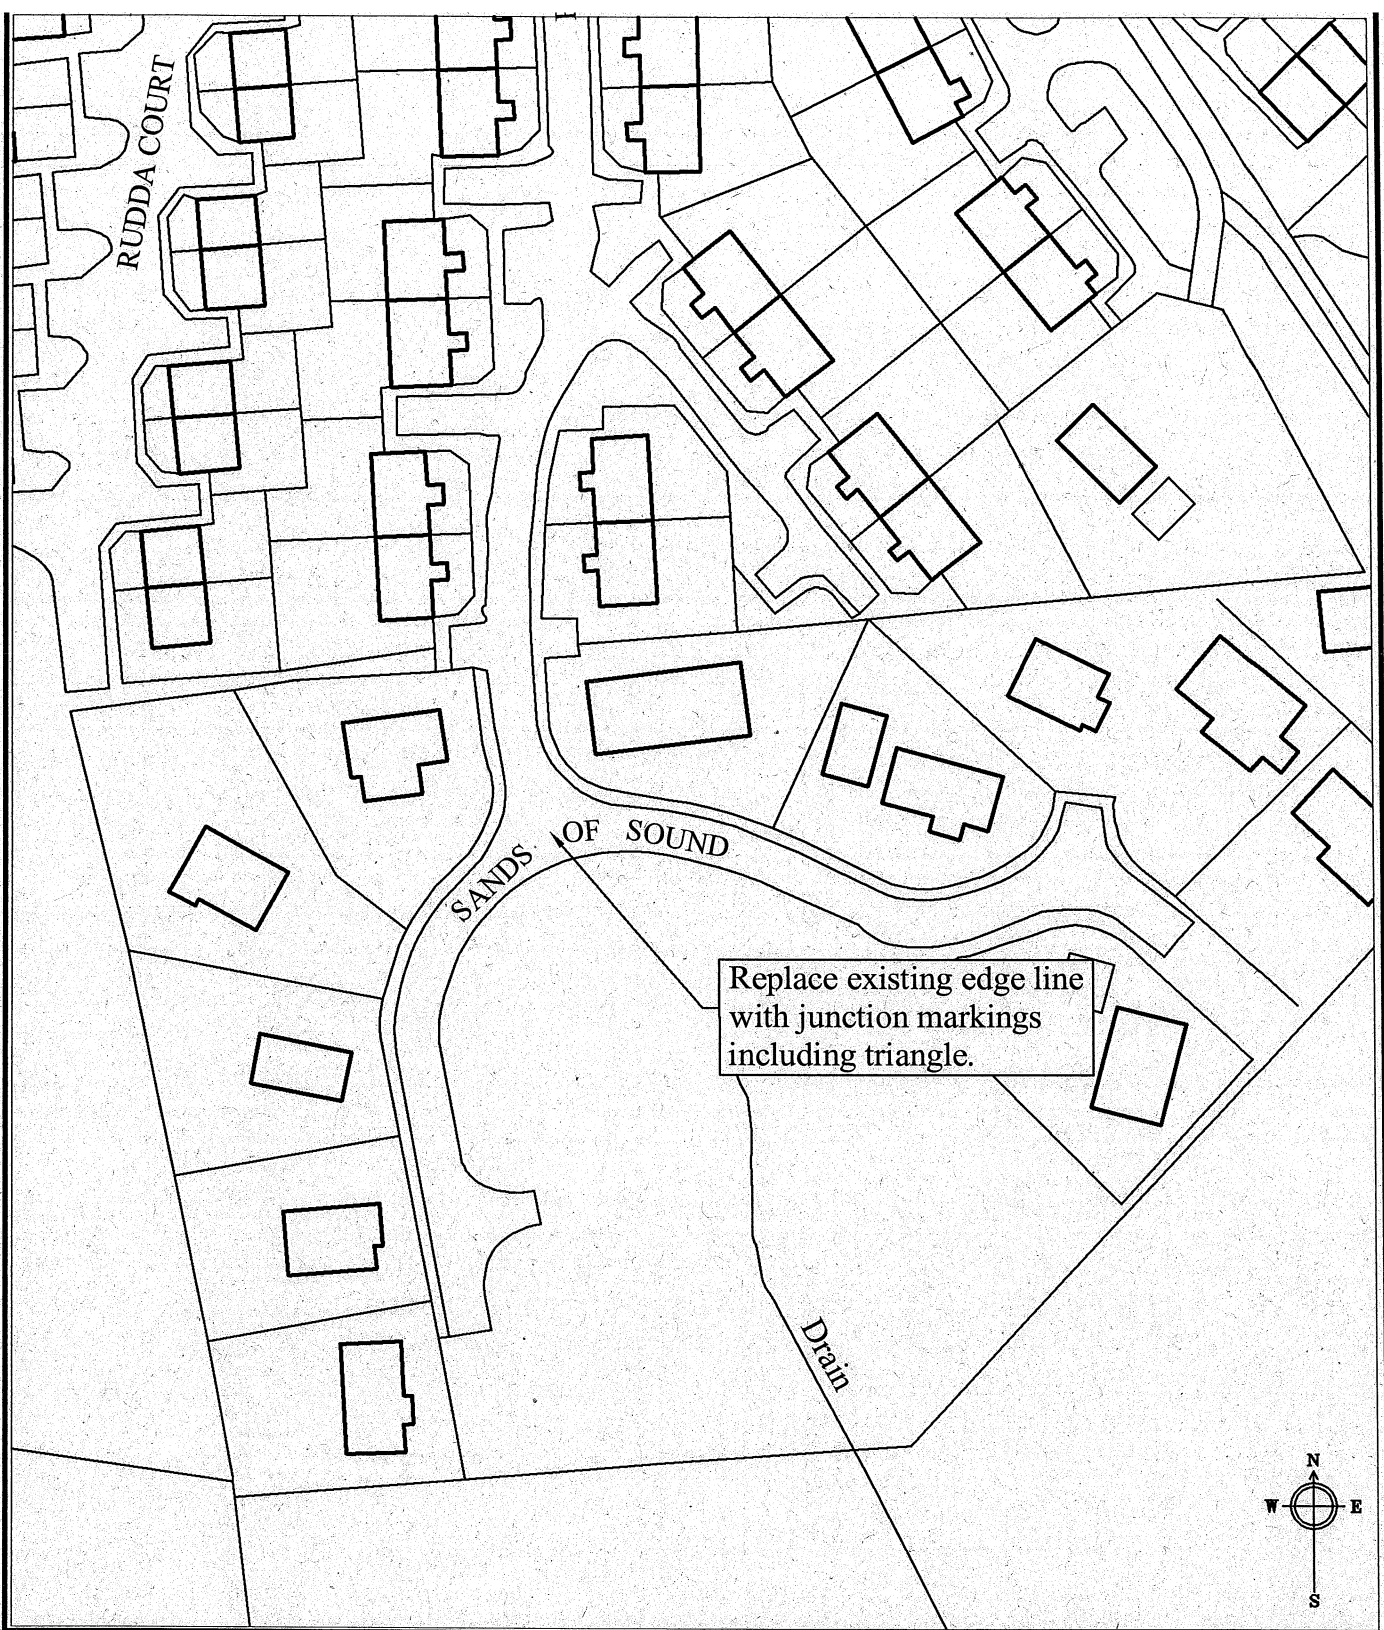 RUDDA COURT
SANDS OF SOUND
Replace existing edge line
with junction markings
including triangle.
Drain
N
W E
S